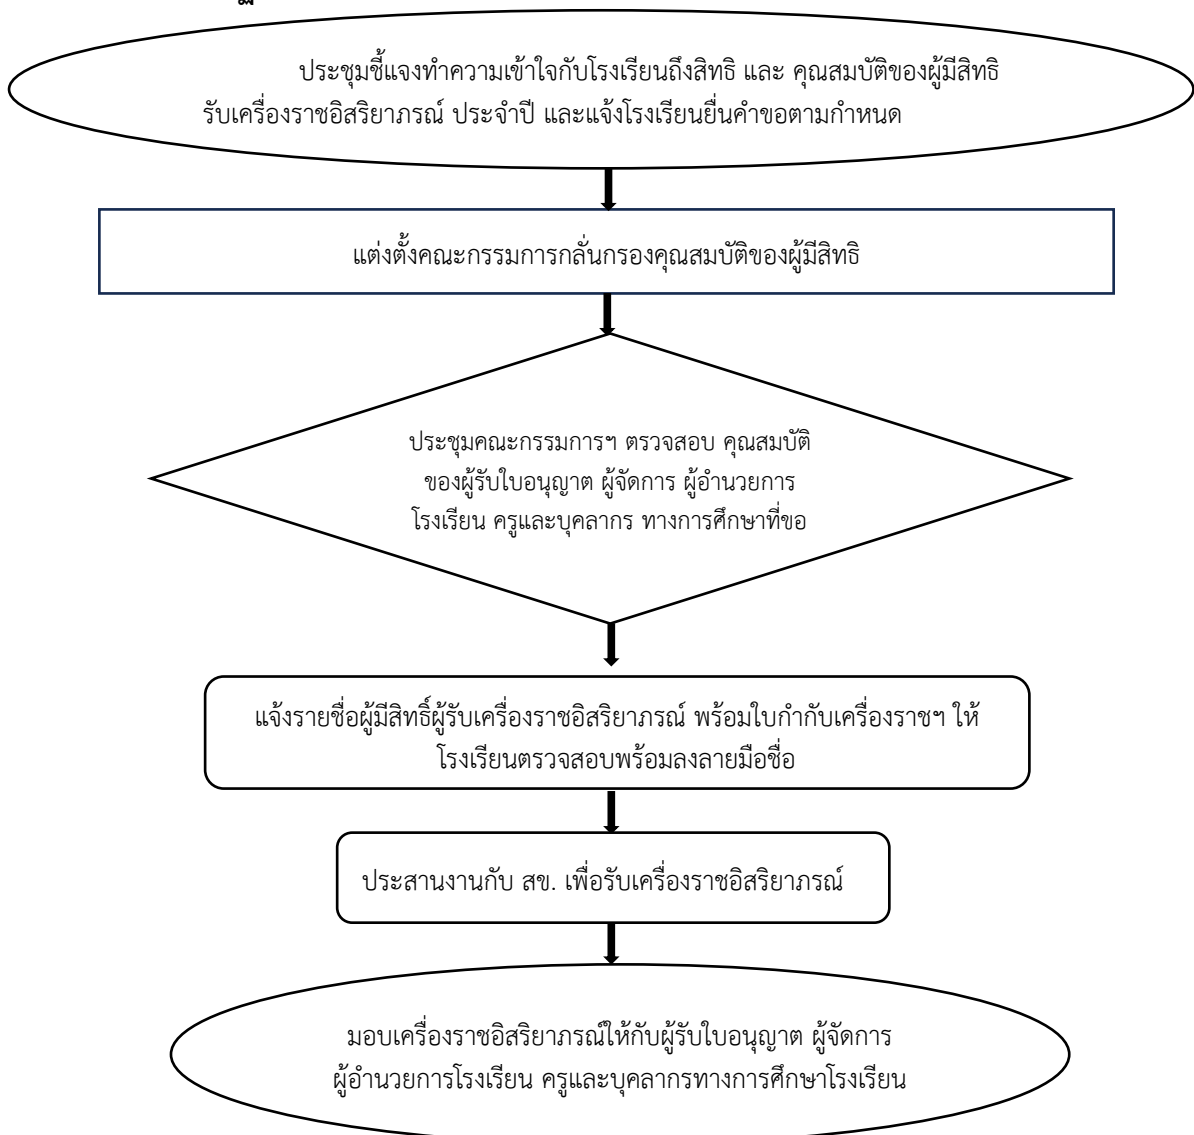 ประชุมชี้แจงทำความเข้าใจกับโรงเรียนถึงสิทธิ และ คุณสมบัติของผู้มีสิทธิ
รับเครื่องราชอิสริยาภรณ์ ประจำปี และแจ้งโรงเรียนยื่นคำขอตามกำหนด
แต่งตั้งคณะกรรมการกลั่นกรองคุณสมบัติของผู้มีสิทธิ
ประชุมคณะกรรมการฯ ตรวจสอบ คุณสมบัติ
ของผู้รับใบอนุญาต ผู้จัดการ ผู้อำนวยการ
โรงเรียน ครูและบุคลากร ทางการศึกษาที่ขอ
แจ้งรายชื่อผู้มีสิทธิ์ผู้รับเครื่องราชอิสริยาภรณ์ พร้อมใบกำกับเครื่องราชฯ ให้
โรงเรียนตรวจสอบพร้อมลงลายมือชื่อ
ประสานงานกับ สข. เพื่อรับเครื่องราชอิสริยาภรณ์
มอบเครื่องราชอิสริยาภรณ์ให้กับผู้รับใบอนุญาต ผู้จัดการ
ผู้อำนวยการโรงเรียน ครูและบุคลากรทางการศึกษาโรงเรียน